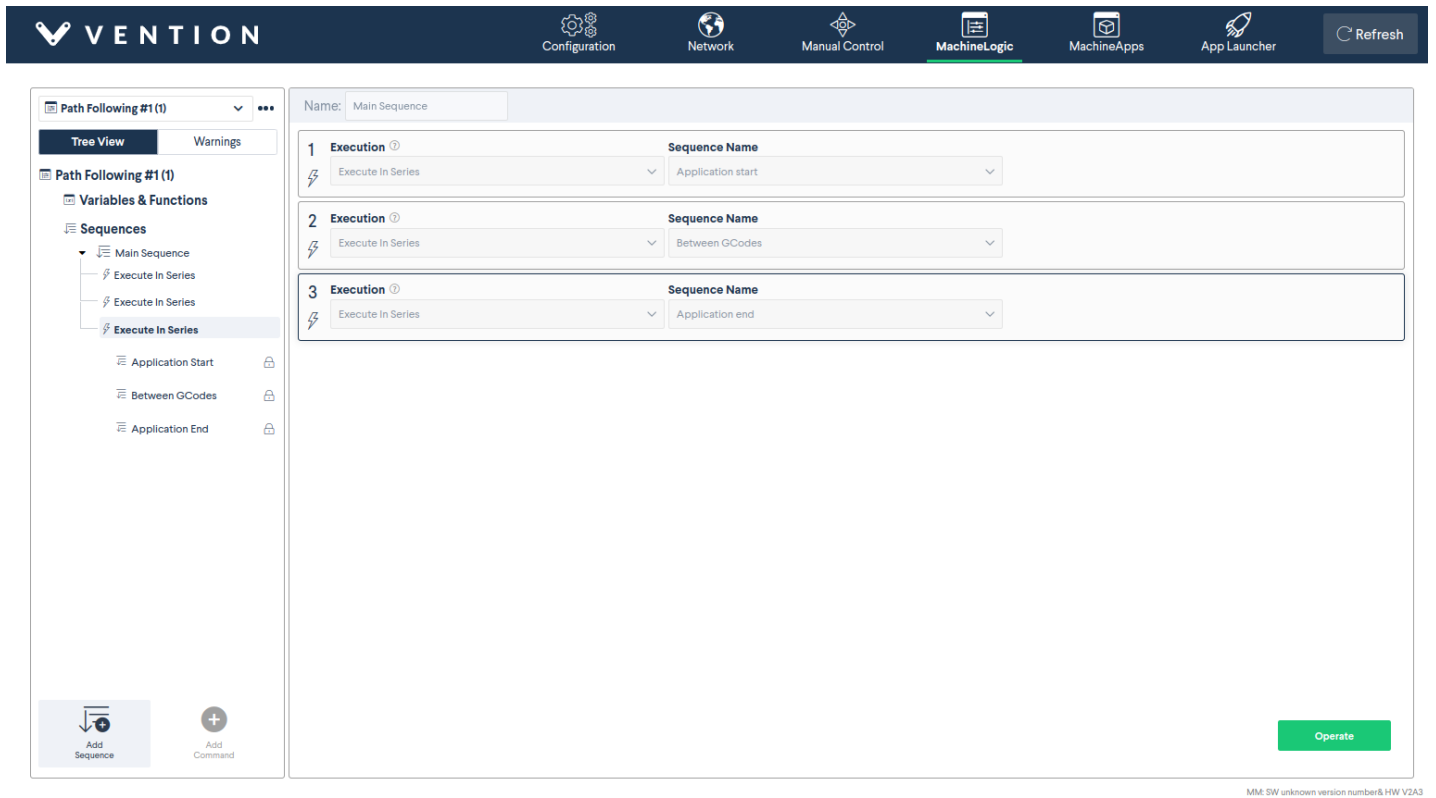 VENTION
Configuration
Network
Manual Control
MachineLogic
MachineApps
App Launcher
Refresh
Path Following #1 (1)
Tree View
Warnings
Path Following #1 (1)
Variables & Functions
Sequences
Main Sequence
Execute In Series
Execute In Series
Execute In Series
Application Start
Between GCodes
Application End
Add
Sequence
Add
Command
Name: Main Sequence
1 Execution ? Sequence Name
Execute In Series Application start
2 Execution ? Sequence Name
Execute In Series Between GCodes
3 Execution ? Sequence Name
Execute In Series Application end
Operate
MM: SW unknown version number& HW V2A3